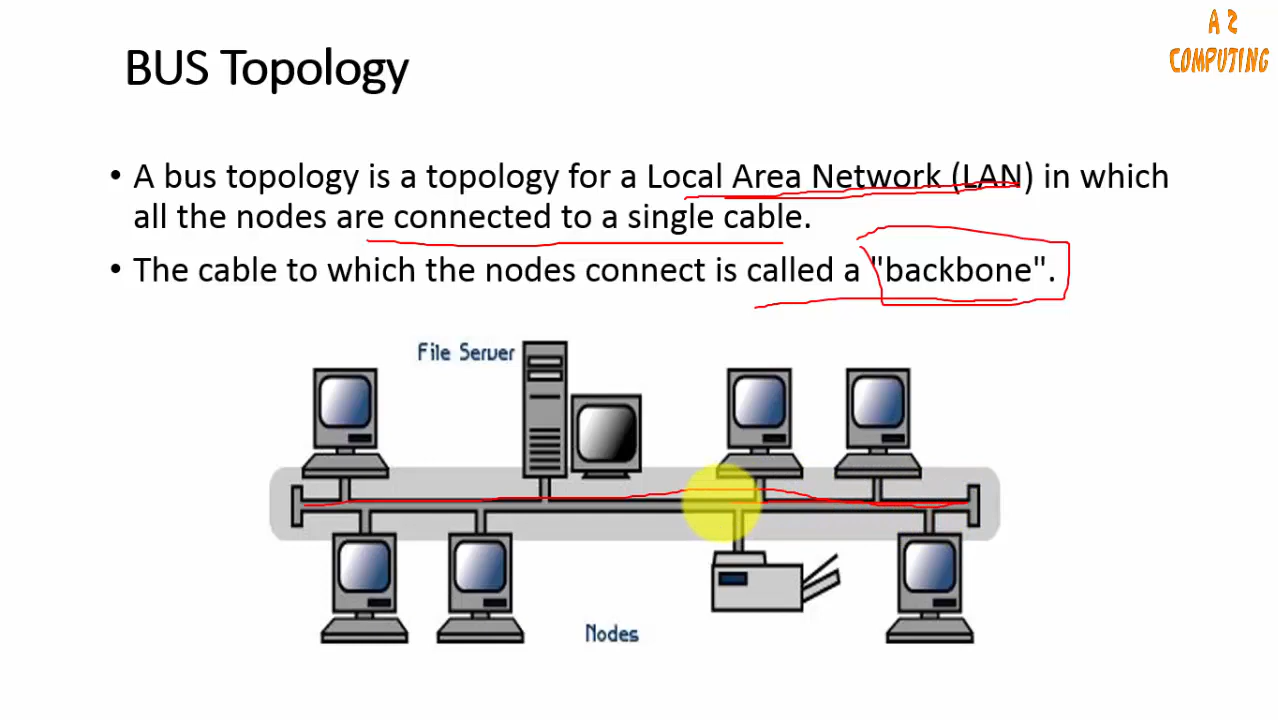 A Z
COMPUTING
BUS Topology
• A bus topology is a topology for a Local Area Network (LAN) in which
all the nodes are connected to a single cable.
• The cable to which the nodes connect is called a "backbone".
File Server
Nodes